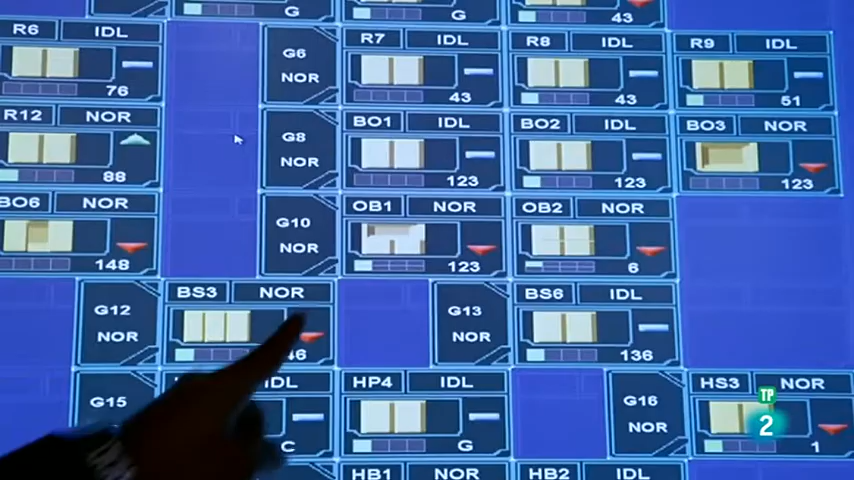 G G 43
R6 IDL R7 IDL R8 IDL R9 IDL
G6
NOR
76 43 43 51
R12 NOR BO1 IDL BO2 IDL BO3 NOR
G8
NOR
88 123 123 123
BO6 NOR OB1 NOR OB2 NOR
G10
NOR
148 123 6
BS3 NOR BS6 IDL
G12 G13
NOR NOR
46 136
IDL HP4 IDL HS3 NOR
G15 G16
NOR
C G 1
HB1 NOR HB2 IDL
TP
2